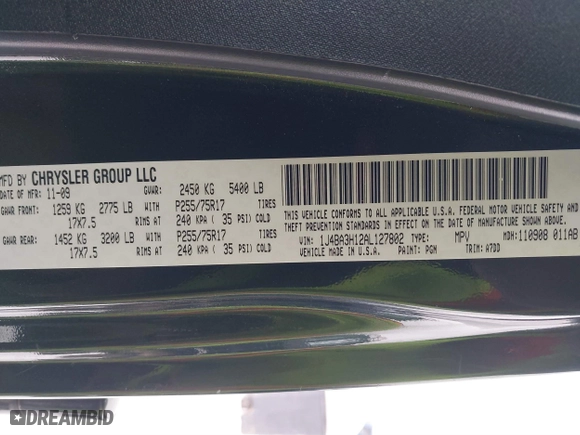 MFD BY CHRYSLER GROUP LLC
DATE OF MFR: 11-09 GVWR: 2450 KG 5400 LB
GAWR FRONT: 1259 KG 2775 LB P255/75R17 TIRES
17X7.5 RIMS AT 240 KPA ( 35 PSI) COLD
GAWR REAR: 1452 KG 3200 LB P255/75R17 TIRES
17X7.5 RIMS AT 240 KPA ( 35 PSI) COLD
THIS VEHICLE CONFORMS TO ALL APPLICABLE U.S.A. FEDERAL MOTOR VEHICLE SAFETY AND
THEFT PREVENTION STANDARDS IN EFFECT ON THE DATE OF MANUFACTURE SHOWN ABOVE
VIN: 1J4BA3H12AL127802 TYPE: MPV MDH: 110908 011AB
VEHICLE MADE IN U.S.A. PAINT: PGN TRIM: A7DD
DREAMBID